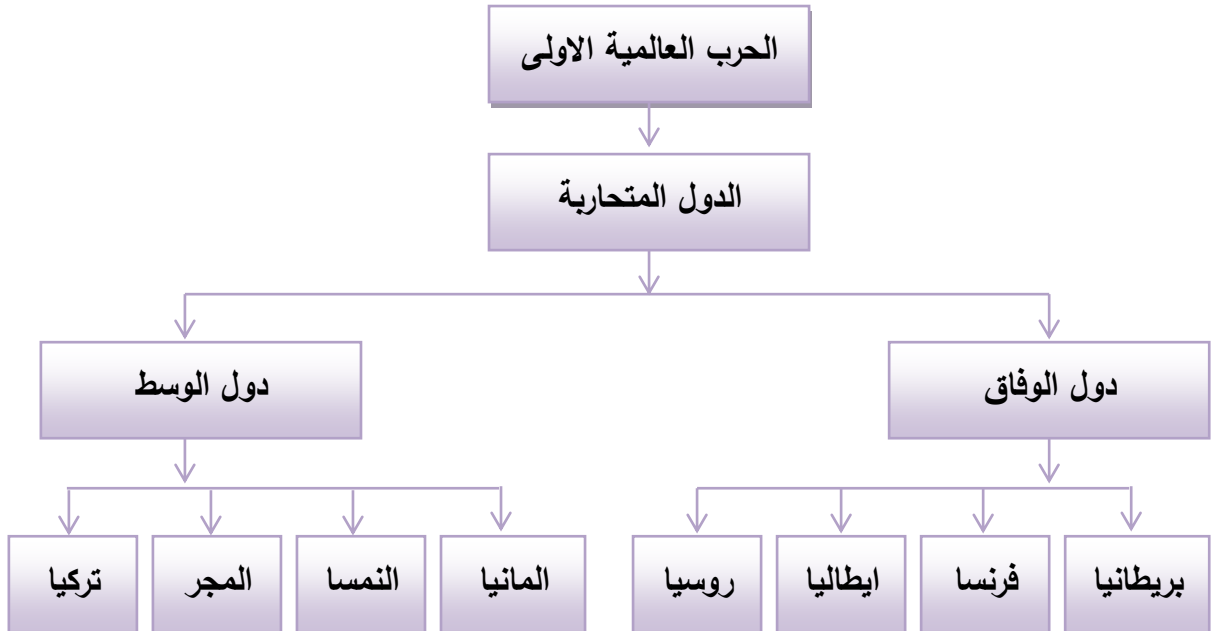 الحرب العالمية الاولى
الدول المتحاربة
دول الوفاق
دول الوسط
بريطانيا
فرنسا
ايطاليا
روسيا
المانيا
النمسا
المجر
تركيا